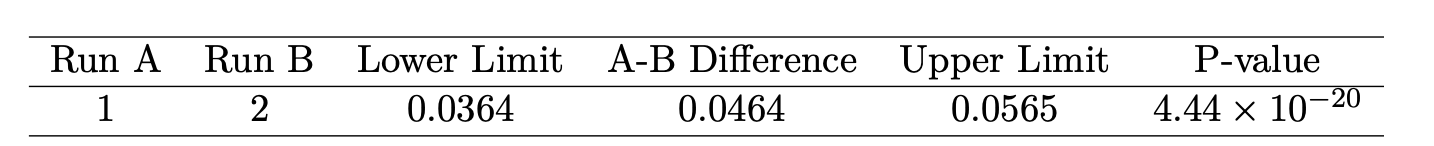 Run A Run B Lower Limit A-B Difference Upper Limit P-value
1 2 0.0364 0.0464 0.0565 4.44 × 10⁻²⁰